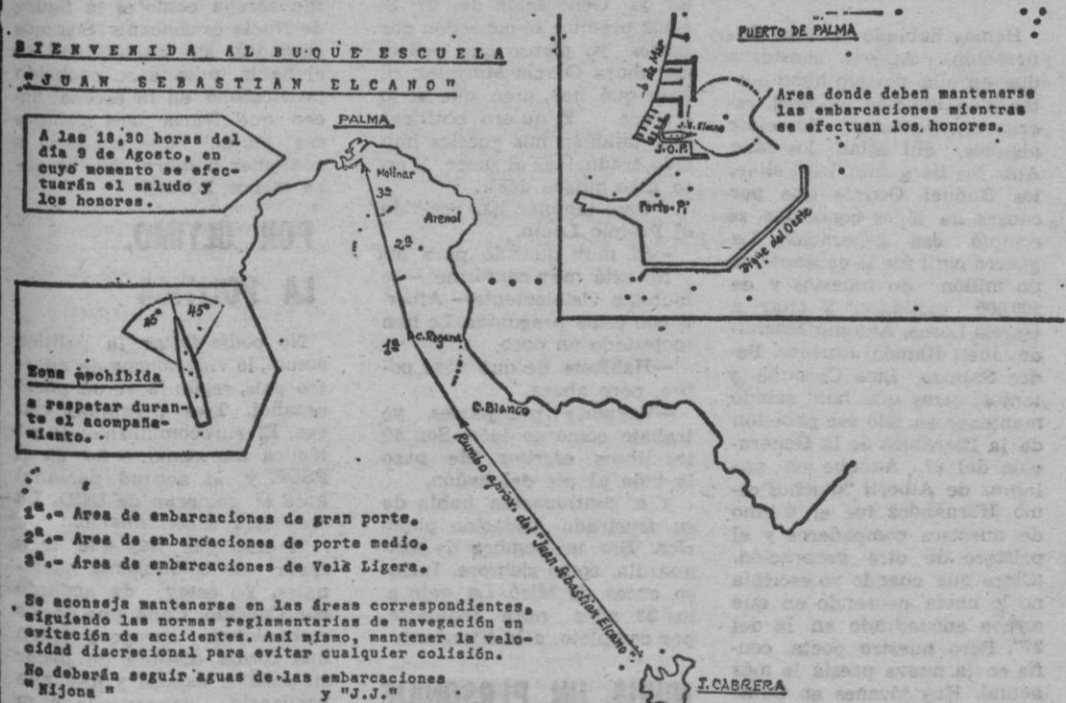 BIENVENIDA AL BUQUE ESCUELA
"JUAN SEBASTIAN ELCANO"
A las 18,30 horas del
día 9 de Agosto, en
cuyo momento se efec-
tuarán el saludo y
los honores.
PALMA
Molinar
3ª
Arenal
2ª
1ª
C. Blanco
Rumbo aprox. del "Juan Sebastian Elcano"
I. CABRERA
PUERTO DE PALMA
J.S. Elcano
J.O.P.
Porto-Pi
Dique del Oeste
Area donde deben mantenerse
las embarcaciones mientras
se efectuan los honores.
45º 45º
Zona prohibida
a respetar duran-
te el acompaña-
miento.
1ª.- Area de embarcaciones de gran porte.
2ª.- Area de embarcaciones de porte medio.
3ª.- Área de embarcaciones de Vela Ligera.
Se aconseja mantenerse en las áreas correspondientes,
siguiendo las normas reglamentarias de navegación en
evitación de accidentes. Así mismo, mantener la velo-
cidad discrecional para evitar cualquier colisión.
No deberán seguir aguas de las embarcaciones
"Nijona" y "J.J."